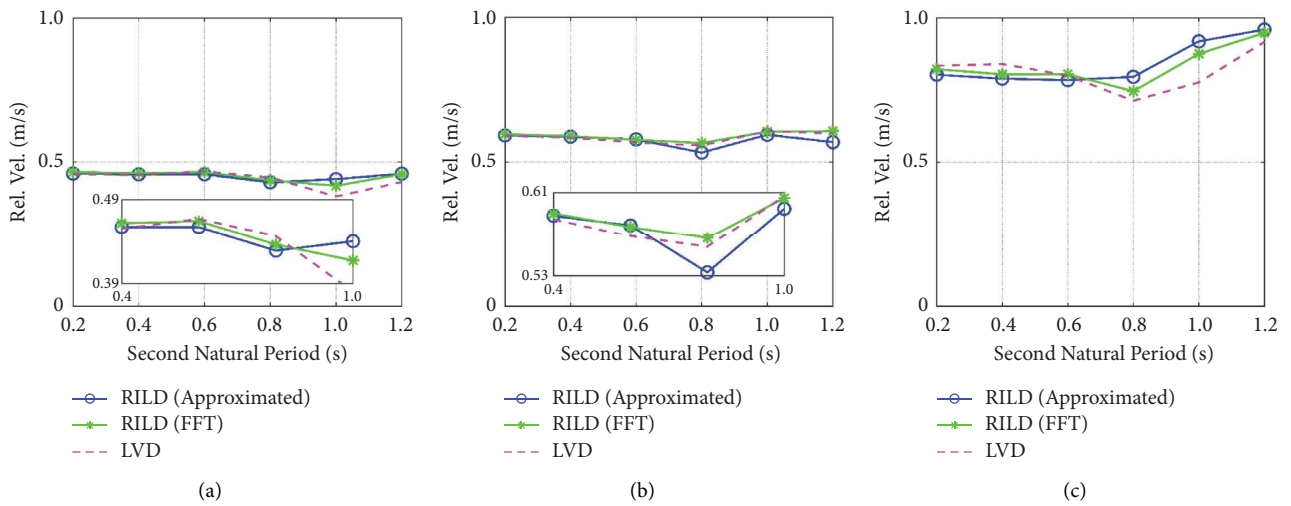 1.0
0.5
0
Rel. Vel. (m/s)
0.49
0.39
0.4 1.0
0.2 0.4 0.6 0.8 1.0 1.2
Second Natural Period (s)
RILD (Approximated)
RILD (FFT)
LVD
(a)
1.0
0.5
0
Rel. Vel. (m/s)
0.61
0.53
0.4 1.0
0.2 0.4 0.6 0.8 1.0 1.2
Second Natural Period (s)
RILD (Approximated)
RILD (FFT)
LVD
(b)
1.0
0.5
0
Rel. Vel. (m/s)
0.2 0.4 0.6 0.8 1.0 1.2
Second Natural Period (s)
RILD (Approximated)
RILD (FFT)
LVD
(c)